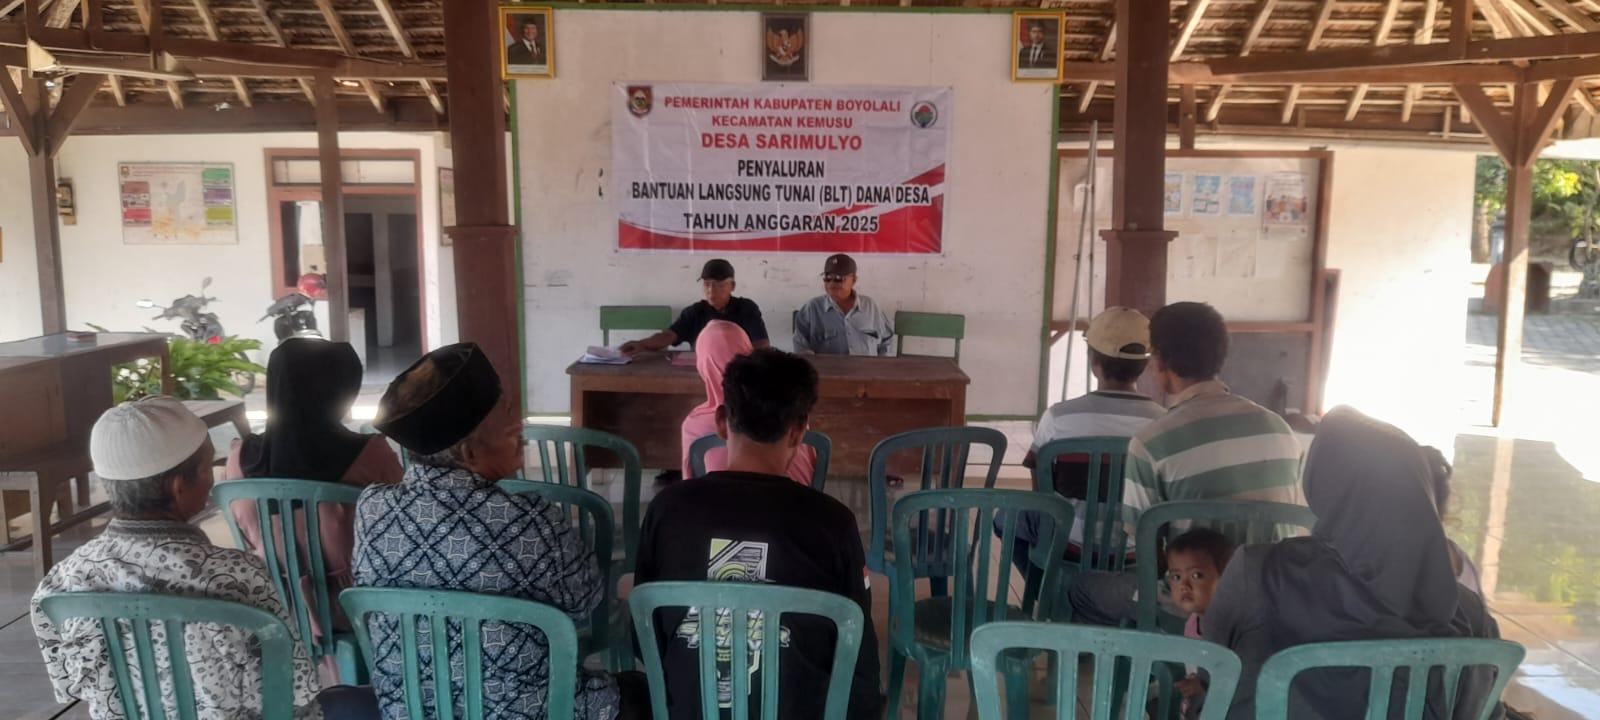 PEMERINTAH KABUPATEN BOYOLALI
KECAMATAN KEMUSU
DESA SARIMULYO
PENYALURAN
BANTUAN LANGSUNG TUNAI (BLT) DANA DESA
TAHUN ANGGARAN 2025